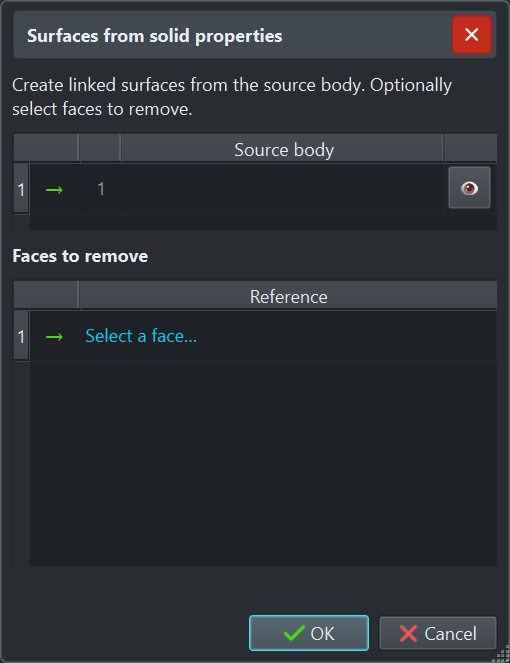 Surfaces from solid properties
Create linked surfaces from the source body. Optionally
select faces to remove.
Source body
1 → 1
Faces to remove
Reference
1 → Select a face...
OK Cancel